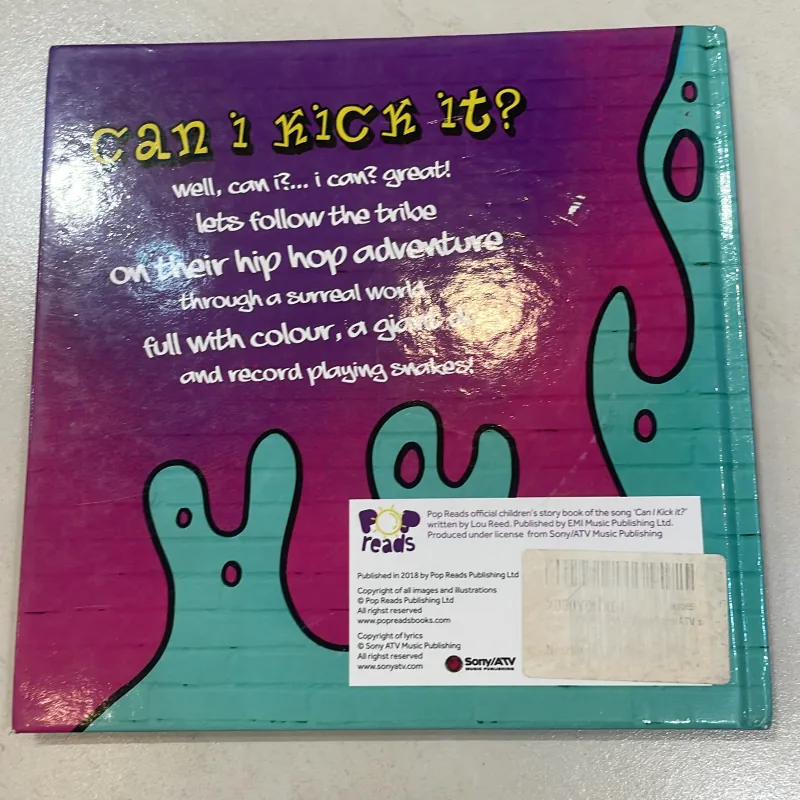 can i kick it?
well, can i?... i can? great!
lets follow the tribe
on their hip hop adventure
through a surreal world
full with colour, a giant
and record playing snakes!
POP
reads
Pop Reads official children's story book of the song 'Can I Kick it?'
written by Lou Reed. Published by EMI Music Publishing Ltd.
Produced under license from Sony/ATV Music Publishing
Published in 2018 by Pop Reads Publishing Ltd
Copyright of all images and illustrations
© Pop Reads Publishing Ltd
All righst reserved
www.popreadsbooks.com
Copyright of lyrics
© Sony ATV Music Publishing
All righst reserved
www.sonyatv.com
Sony/ATV
MUSIC PUBLISHING